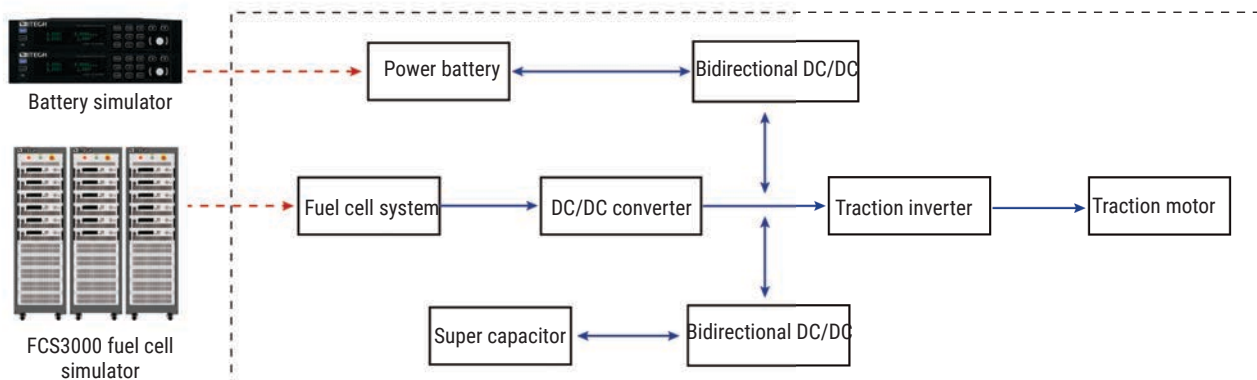 ITECH
Battery simulator
FCS3000 fuel cell
simulator
Power battery
Bidirectional DC/DC
Fuel cell system
DC/DC converter
Traction inverter
Traction motor
Super capacitor
Bidirectional DC/DC